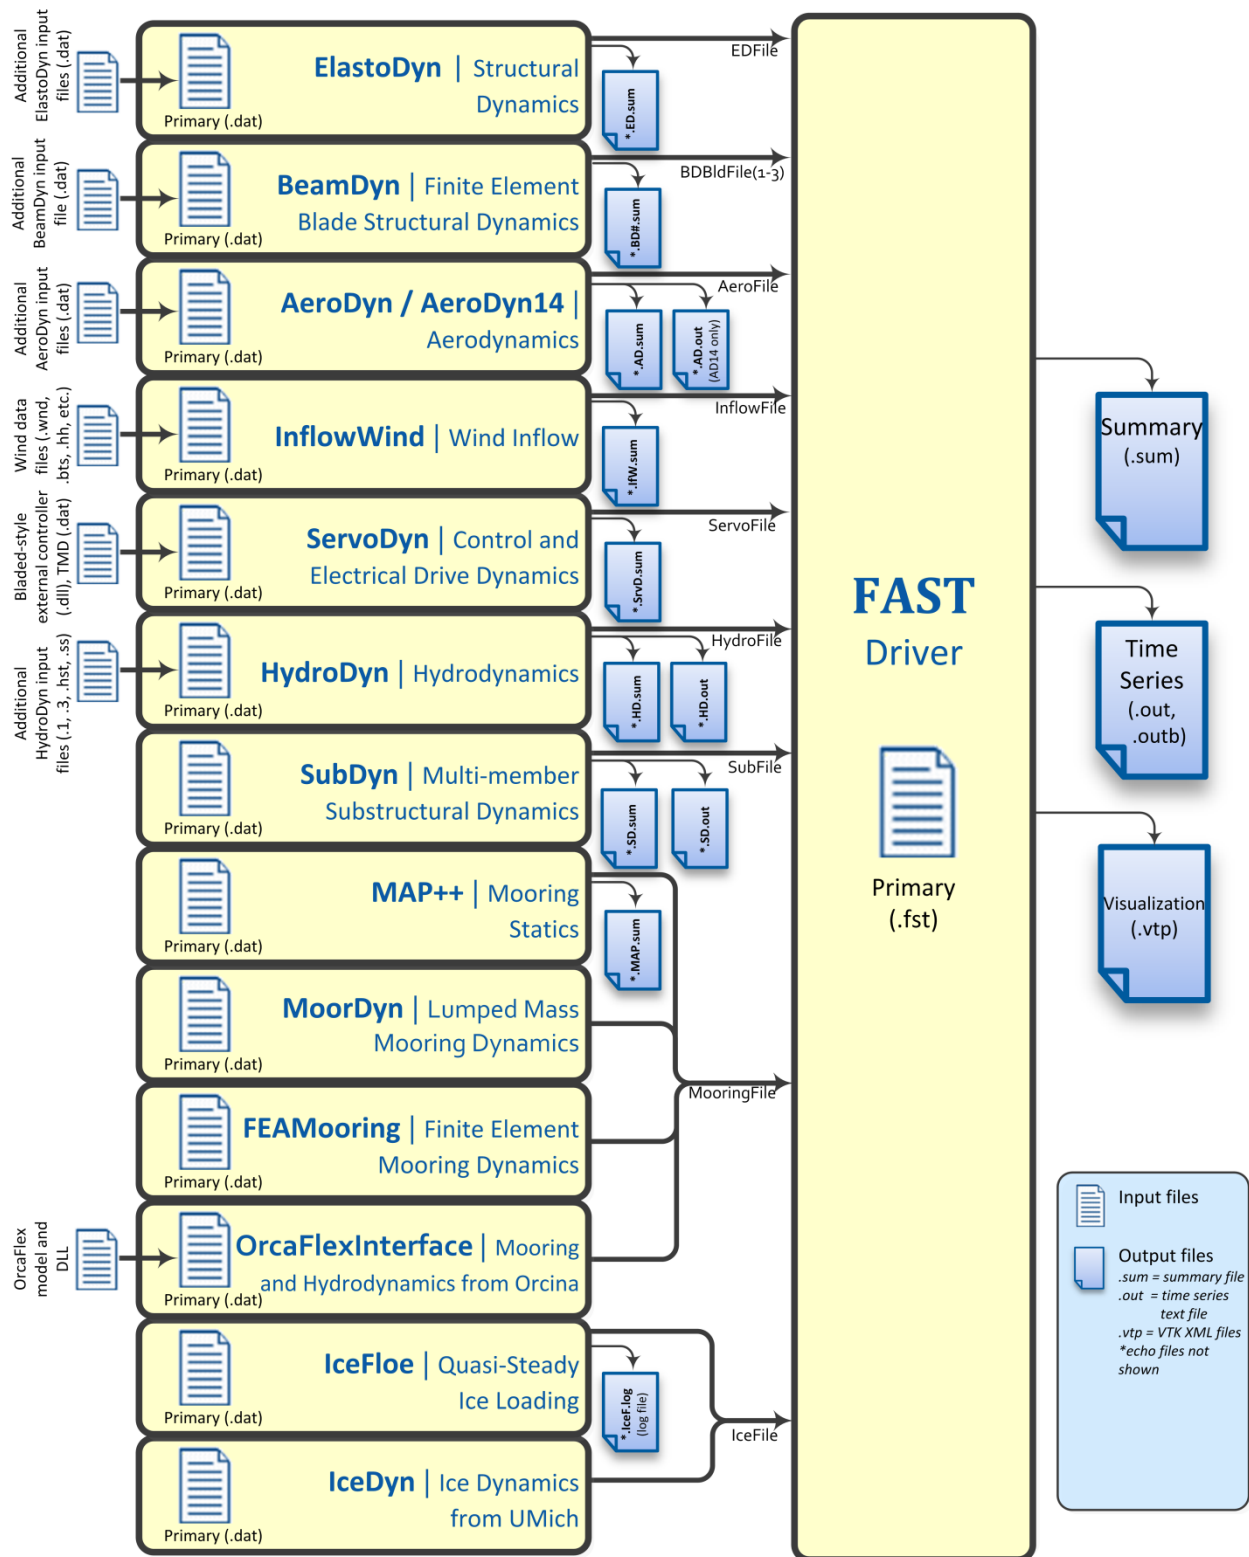 Additional
ElastoDyn input
files (.dat)
Primary (.dat)
ElastoDyn | Structural
Dynamics
*.ED.sum
EDFile
Additional
BeamDyn input
file (.dat)
Primary (.dat)
BeamDyn | Finite Element
Blade Structural Dynamics
*.BD#.sum
BDBldFile(1-3)
Additional
AeroDyn input
files (.dat)
Primary (.dat)
AeroDyn / AeroDyn14 |
Aerodynamics
*.AD.sum
*.AD.out
(AD14 only)
AeroFile
Wind data
files (.wnd,
.bts, .hh, etc.)
Primary (.dat)
InflowWind | Wind Inflow
*.IfW.sum
InflowFile
Bladed-style
external controller
(.dll), TMD (.dat)
Primary (.dat)
ServoDyn | Control and
Electrical Drive Dynamics
*.SrvD.sum
ServoFile
Additional
HydroDyn input
files (.1, .3, .hst, .ss)
Primary (.dat)
HydroDyn | Hydrodynamics
*.HD.sum
*.HD.out
HydroFile
Primary (.dat)
SubDyn | Multi-member
Substructural Dynamics
*.SD.sum
*.SD.out
SubFile
Primary (.dat)
MAP++ | Mooring
Statics
*.MAP.sum
Primary (.dat)
MoorDyn | Lumped Mass
Mooring Dynamics
MooringFile
Primary (.dat)
FEAMooring | Finite Element
Mooring Dynamics
OrcaFlex
model and
DLL
Primary (.dat)
OrcaFlexInterface | Mooring
and Hydrodynamics from Orcina
Primary (.dat)
IceFloe | Quasi-Steady
Ice Loading
*.IceF.log
(log file)
IceFile
Primary (.dat)
IceDyn | Ice Dynamics
from UMich
FAST
Driver
Primary
(.fst)
Summary
(.sum)
Time
Series
(.out,
.outb)
Visualization
(.vtp)
Input files
Output files
.sum = summary file
.out = time series
text file
.vtp = VTK XML files
*echo files not
shown